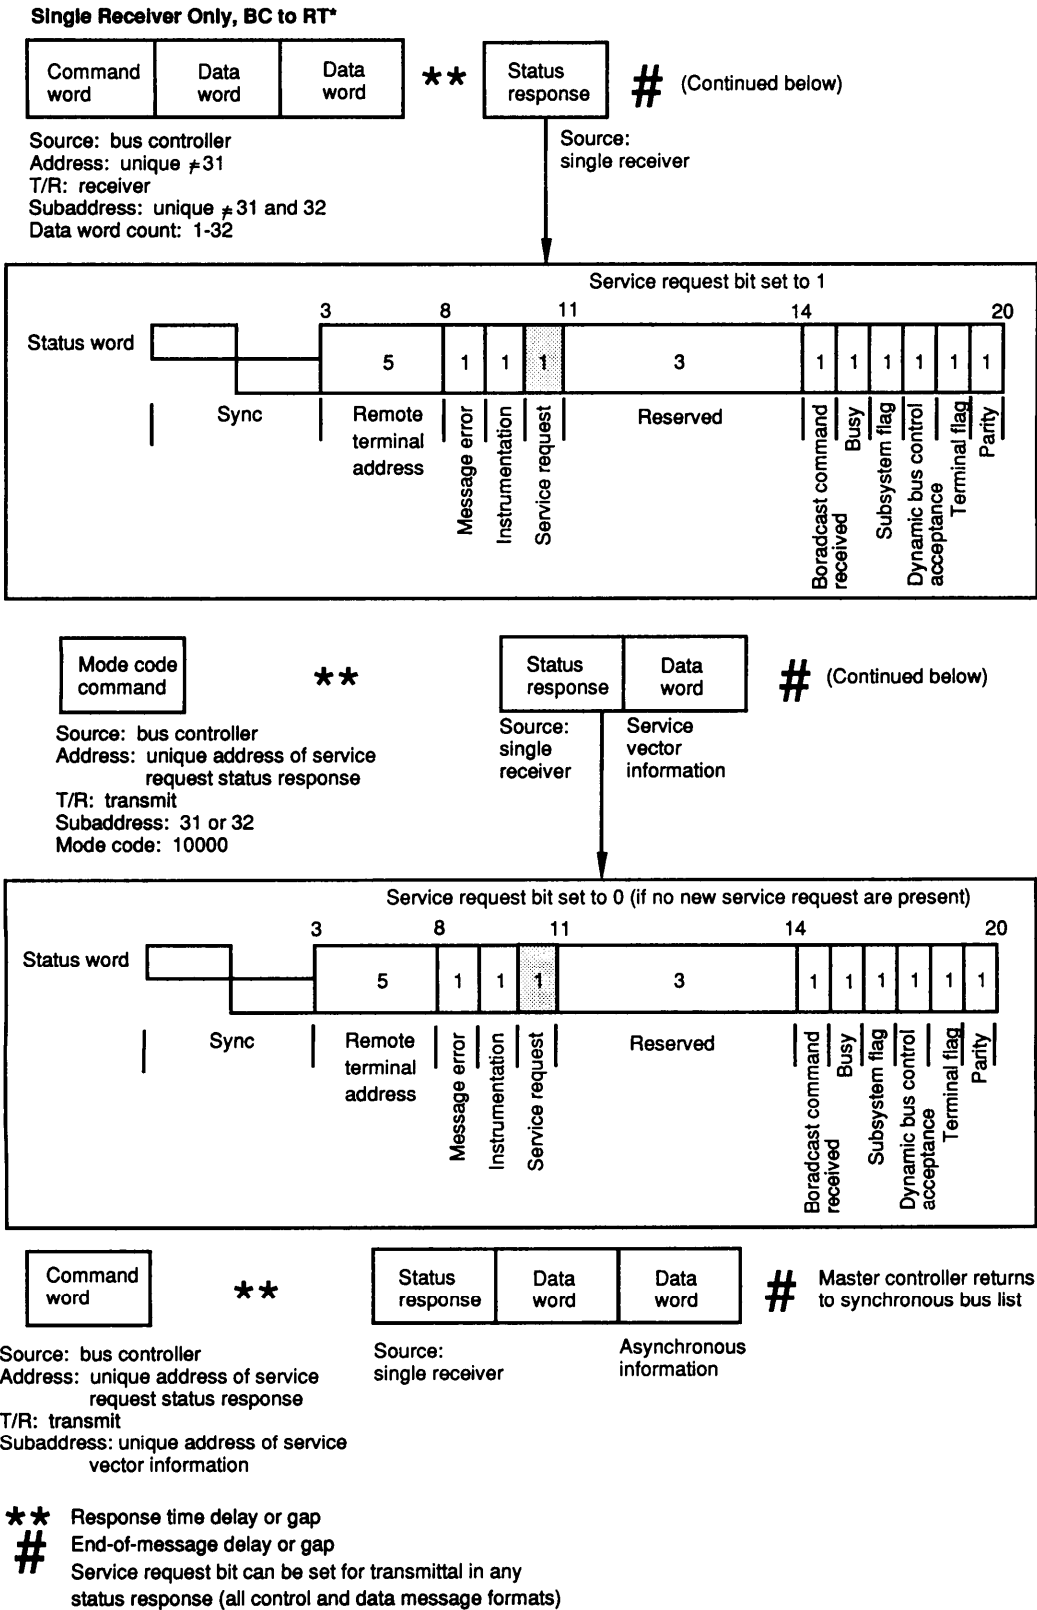 Single Receiver Only, BC to RT*
Command word
Data word
Data word
**
Status response
#
(Continued below)
Source: bus controller
Address: unique ≠31
T/R: receiver
Subaddress: unique ≠31 and 32
Data word count: 1-32
Source:
single receiver
Service request bit set to 1
3 8 11 14 20
Status word
5 1 1 1 3 1 1 1 1 1 1
Sync
Remote terminal address
Message error
Instrumentation
Service request
Reserved
Boradcast command received
Busy
Subsystem flag
Dynamic bus control acceptance
Terminal flag
Parity
Mode code command
**
Status response
Data word
#
(Continued below)
Source: bus controller
Address: unique address of service
request status response
T/R: transmit
Subaddress: 31 or 32
Mode code: 10000
Source: single receiver
Service vector information
Service request bit set to 0 (if no new service request are present)
3 8 11 14 20
Status word
5 1 1 1 3 1 1 1 1 1 1
Sync
Remote terminal address
Message error
Instrumentation
Service request
Reserved
Boradcast command received
Busy
Subsystem flag
Dynamic bus control acceptance
Terminal flag
Parity
Command word
**
Status response
Data word
Data word
#
Master controller returns
to synchronous bus list
Source: bus controller
Address: unique address of service
request status response
T/R: transmit
Subaddress: unique address of service
vector information
Source:
single receiver
Asynchronous
information
** Response time delay or gap
# End-of-message delay or gap
Service request bit can be set for transmittal in any
status response (all control and data message formats)